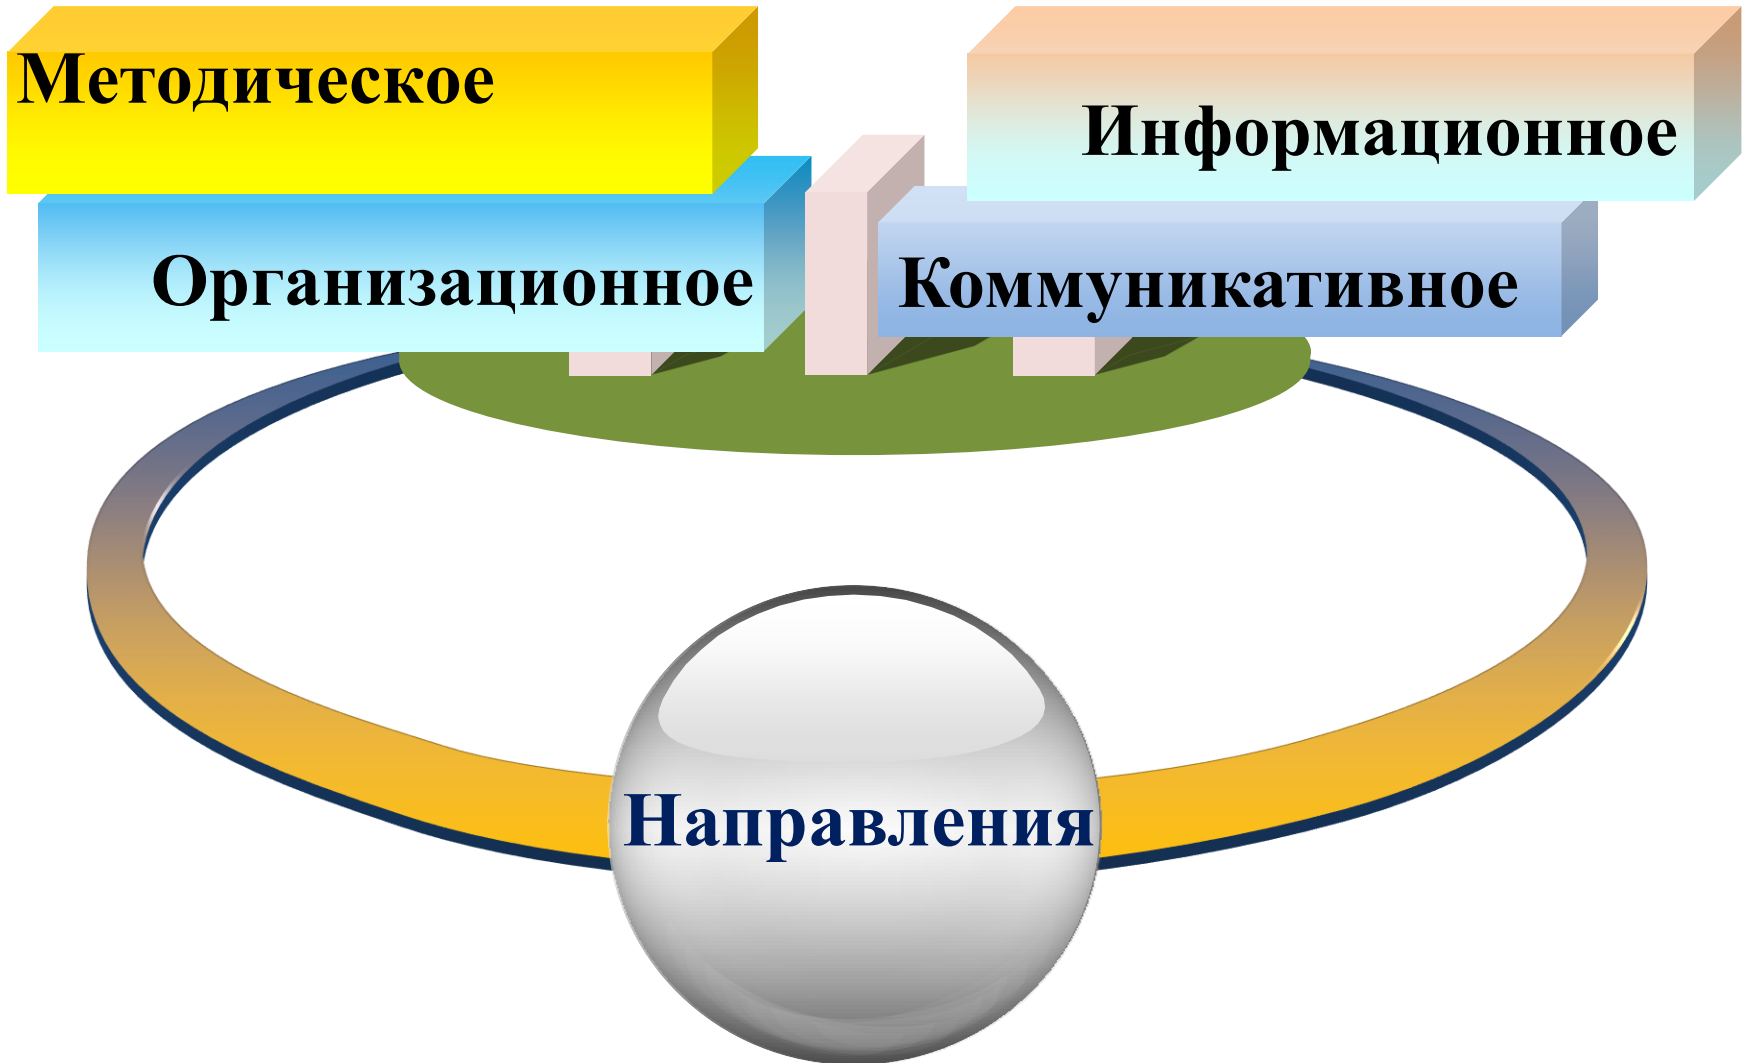 Методическое
Информационное
Организационное
Коммуникативное
Направления